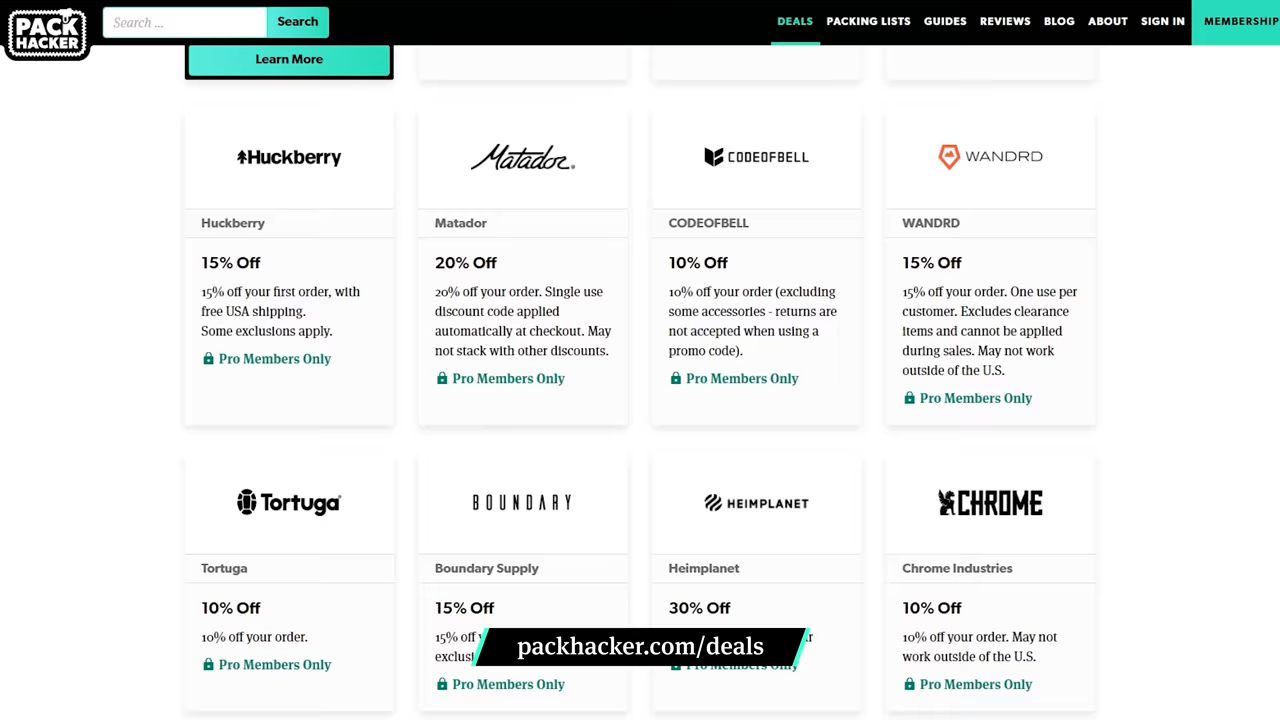 PACK
HACKER
Search ...
Search
DEALS
PACKING LISTS
GUIDES
REVIEWS
BLOG
ABOUT
SIGN IN
MEMBERSHIP
Learn More
Huckberry
Matador
CODEOFBELL
WANDRD
Huckberry
15% Off
15% off your first order, with
free USA shipping.
Some exclusions apply.
Pro Members Only
Matador
20% Off
20% off your order. Single use
discount code applied
automatically at checkout. May
not stack with other discounts.
Pro Members Only
CODEOFBELL
10% Off
10% off your order (excluding
some accessories - returns are
not accepted when using a
promo code).
Pro Members Only
WANDRD
15% Off
15% off your order. One use per
customer. Excludes clearance
items and cannot be applied
during sales. May not work
outside of the U.S.
Pro Members Only
Tortuga
BOUNDARY
HEIMPLANET
CHROME
Tortuga
10% Off
10% off your order.
Pro Members Only
Boundary Supply
15% Off
15% off
Pro Members Only
Heimplanet
30% Off
Pro Members Only
Chrome Industries
10% Off
10% off your order. May not
work outside of the U.S.
Pro Members Only
packhacker.com/deals